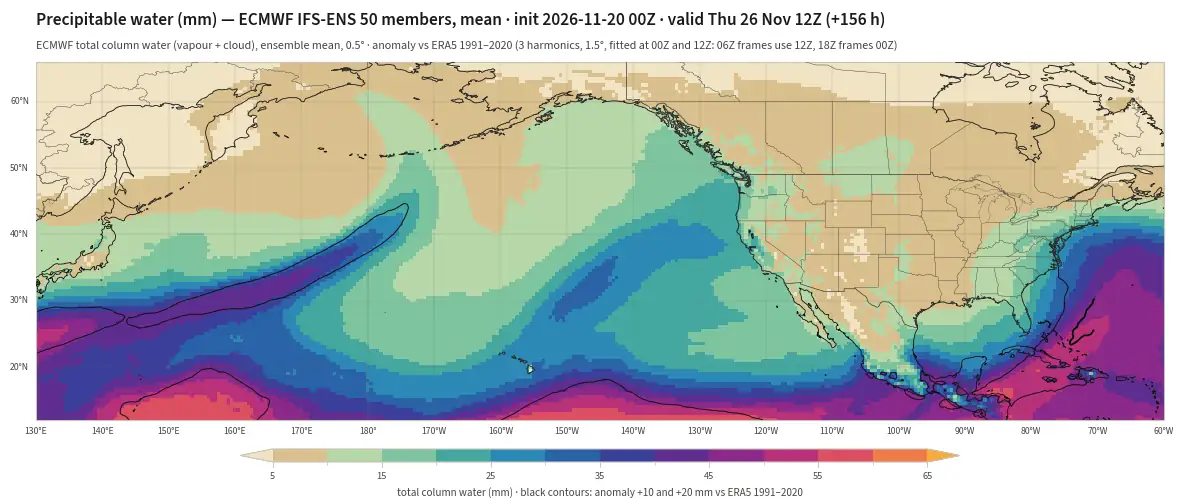 Precipitable water (mm) — ECMWF IFS-ENS 50 members, mean · init 2026-11-20 00Z · valid Thu 26 Nov 12Z (+156 h)
ECMWF total column water (vapour + cloud), ensemble mean, 0.5° · anomaly vs ERA5 1991–2020 (3 harmonics, 1.5°, fitted at 00Z and 12Z: 06Z frames use 12Z, 18Z frames 00Z)
60°N
50°N
40°N
30°N
20°N
130°E 140°E 150°E 160°E 170°E 180° 170°W 160°W 150°W 140°W 130°W 120°W 110°W 100°W 90°W 80°W 70°W 60°W
5 15 25 35 45 55 65
total column water (mm) · black contours: anomaly +10 and +20 mm vs ERA5 1991–2020